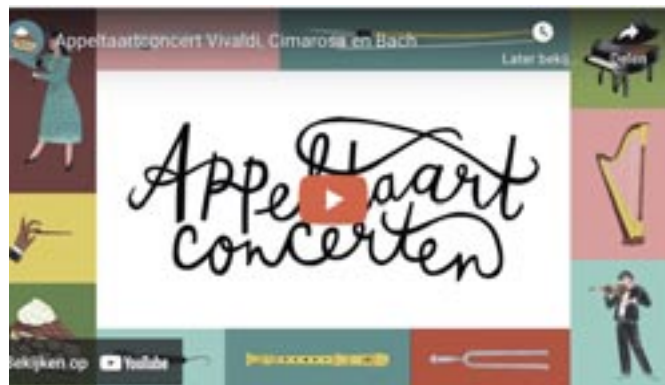 Appeltaartconcert Vivaldi, Cimarosa en Bach
Later bekij
Delen
Appeltaart
concerten
Bekijken op YouTube